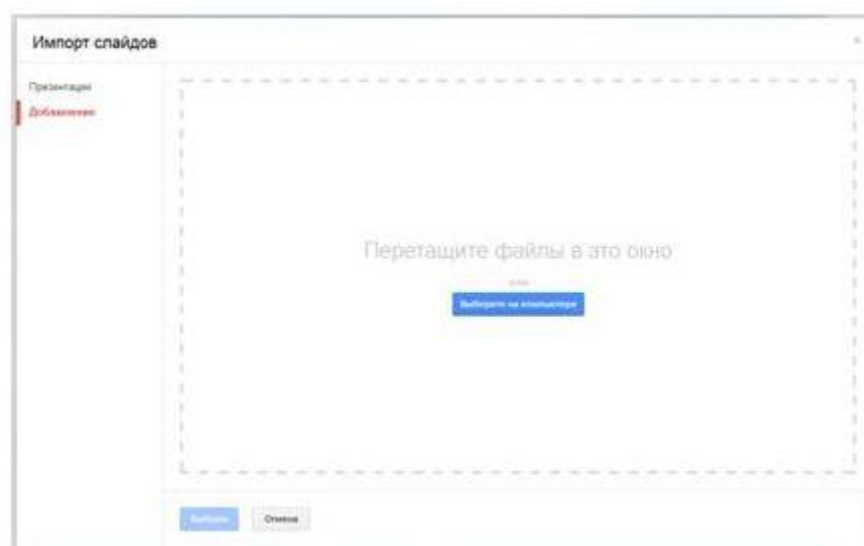 Импорт слайдов
Презентации
Добавление
Перетащите файлы в это окно
или
Выберите на компьютере
Выбрать
Отмена